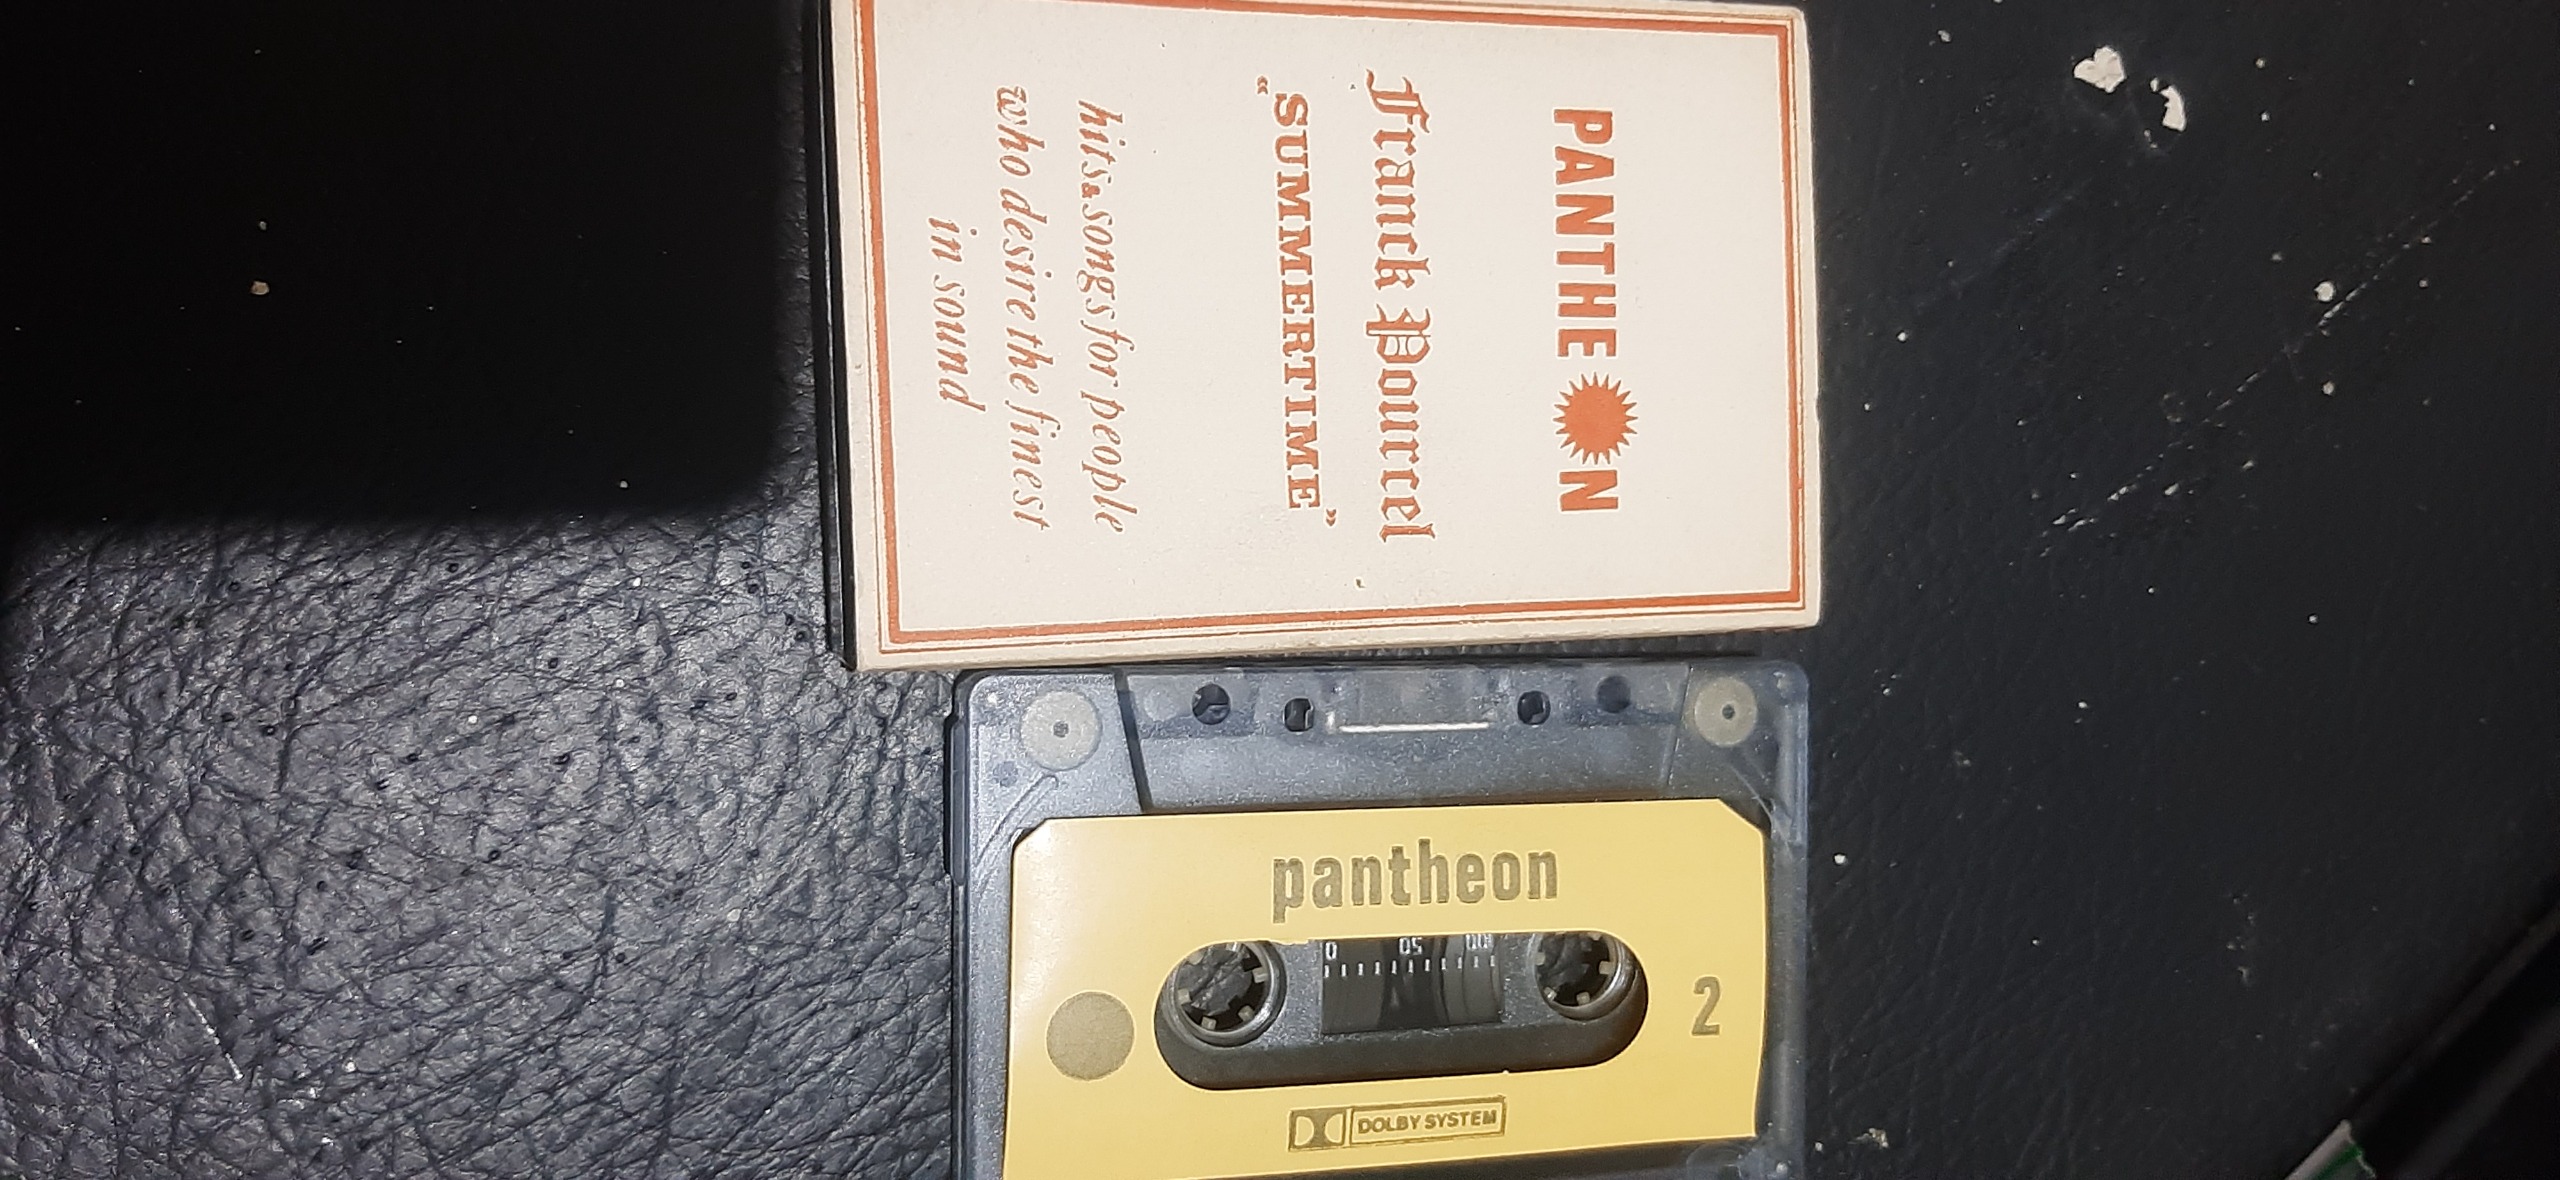 PANTHEON
Franck Pourcel
"SUMMERTIME"
hits & songs for people
who desire the finest
in sound
pantheon
0 50 100
2
DOLBY SYSTEM